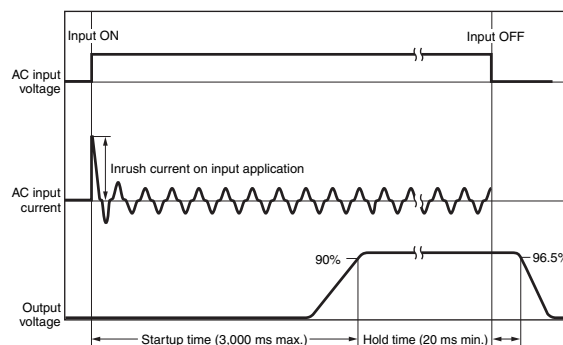 Input ON
Input OFF
AC input
voltage
Inrush current on input application
AC input
current
90%
96.5%
Output
voltage
Startup time (3,000 ms max.)
Hold time (20 ms min.)